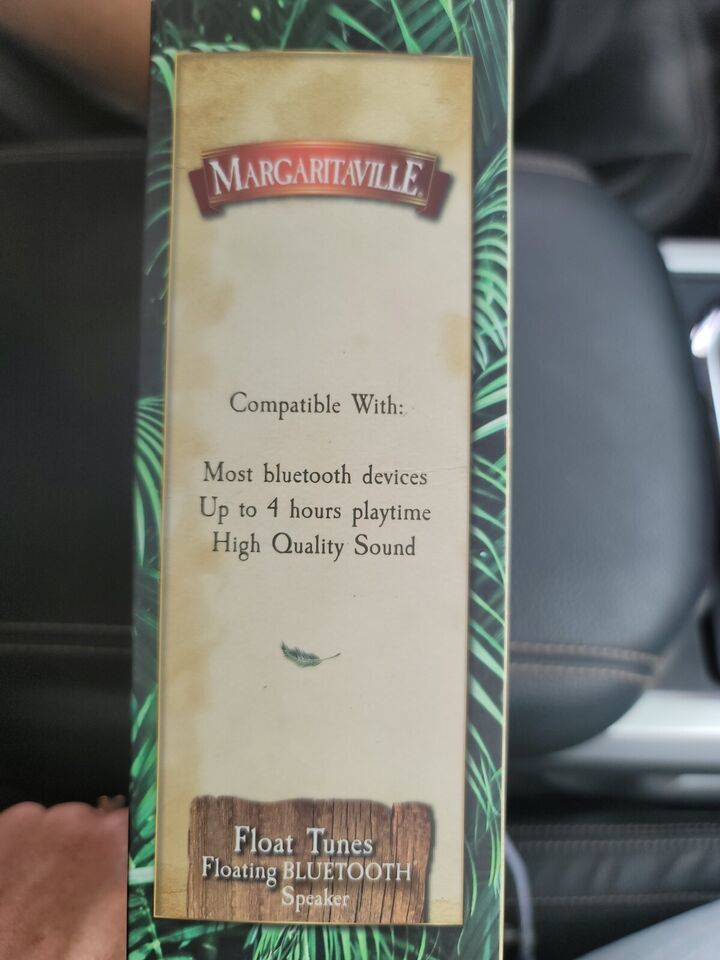 MARGARITAVILLE
Compatible With:
Most bluetooth devices
Up to 4 hours playtime
High Quality Sound
Float Tunes
Floating BLUETOOTH
Speaker